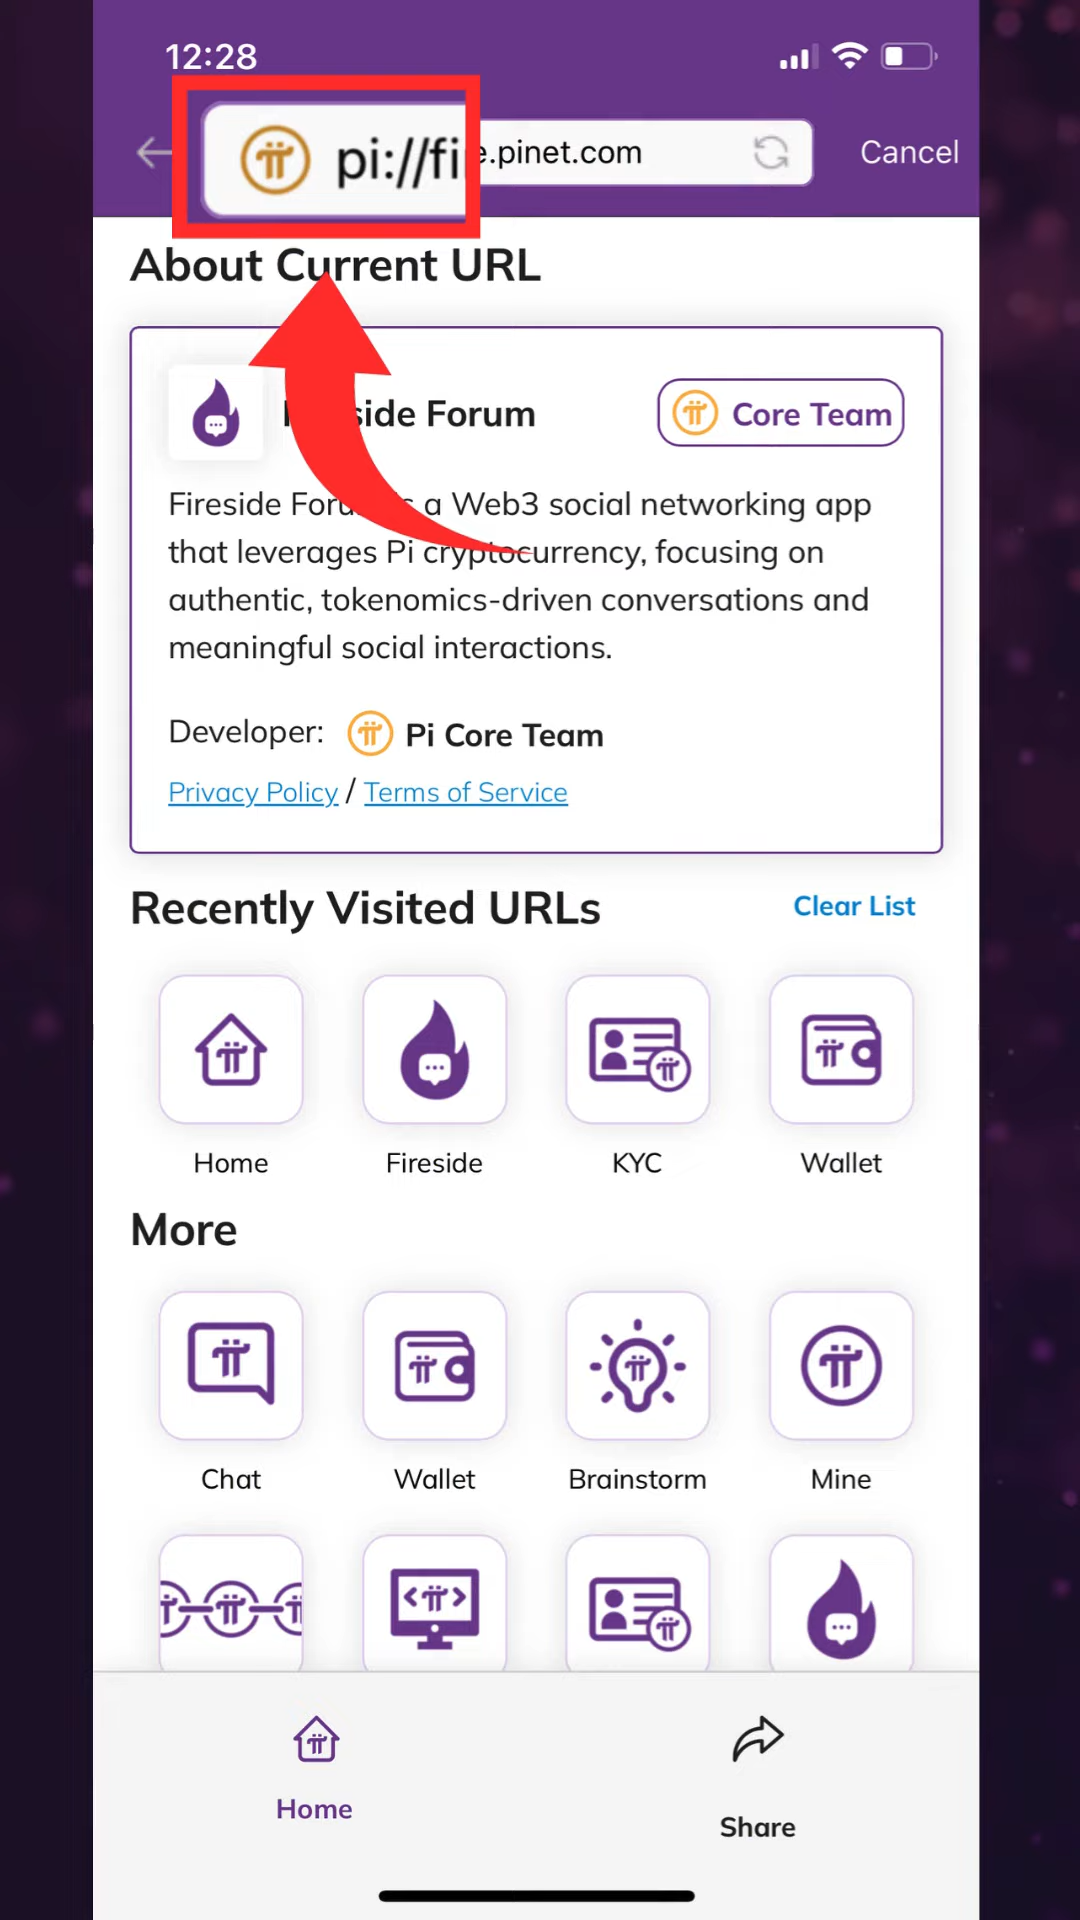 12:28
pi://fi e.pinet.com
Cancel
About Current URL
side Forum
Core Team
Fireside a Web3 social networking app
that leverages Pi cryptocurrency, focusing on
authentic, tokenomics-driven conversations and
meaningful social interactions.
Developer: Pi Core Team
Privacy Policy / Terms of Service
Recently Visited URLs
Clear List
Home
Fireside
KYC
Wallet
More
Chat
Wallet
Brainstorm
Mine
Home
Share